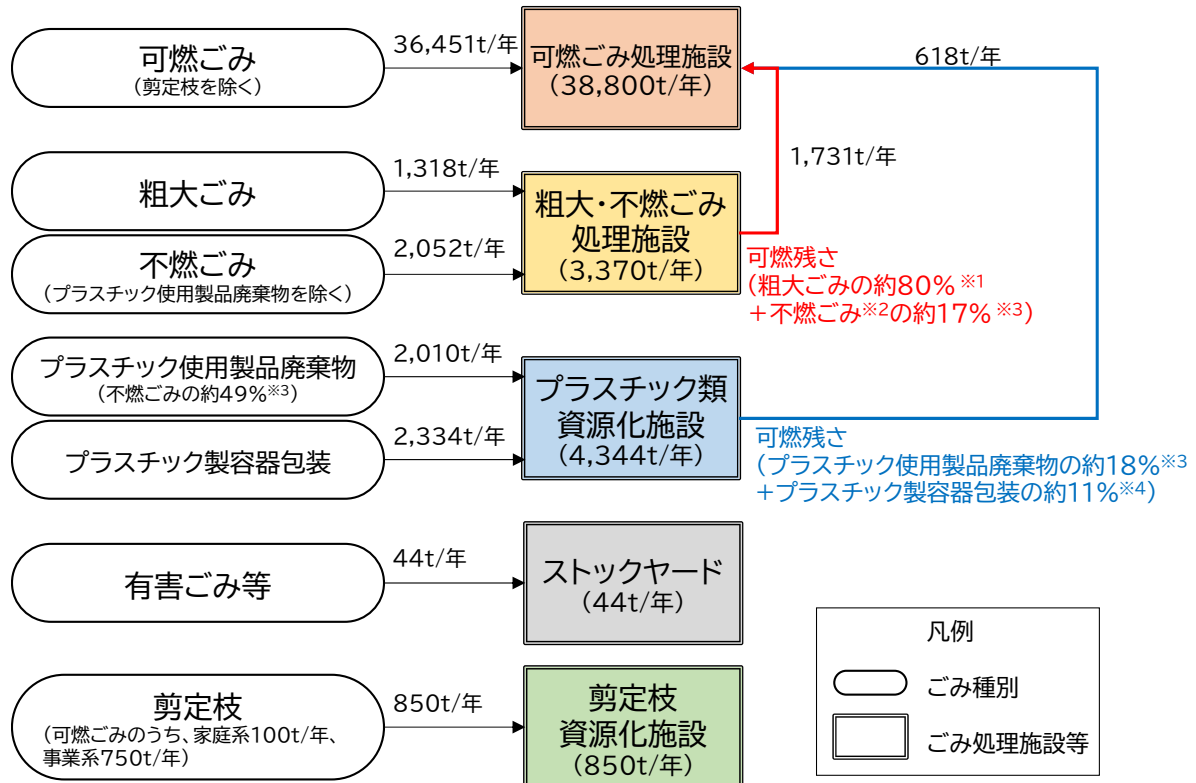 可燃ごみ
(剪定枝を除く)
36,451t/年
可燃ごみ処理施設
(38,800t/年)
618t/年
1,731t/年
粗大ごみ
1,318t/年
粗大・不燃ごみ
処理施設
(3,370t/年)
不燃ごみ
(プラスチック使用製品廃棄物を除く)
2,052t/年
可燃残さ
(粗大ごみの約80%※1
+不燃ごみ※2の約17%※3)
プラスチック使用製品廃棄物
(不燃ごみの約49%※3)
2,010t/年
プラスチック類
資源化施設
(4,344t/年)
プラスチック製容器包装
2,334t/年
可燃残さ
(プラスチック使用製品廃棄物の約18%※3
+プラスチック製容器包装の約11%※4)
有害ごみ等
44t/年
ストックヤード
(44t/年)
剪定枝
(可燃ごみのうち、家庭系100t/年、
事業系750t/年)
850t/年
剪定枝
資源化施設
(850t/年)
凡例
ごみ種別
ごみ処理施設等